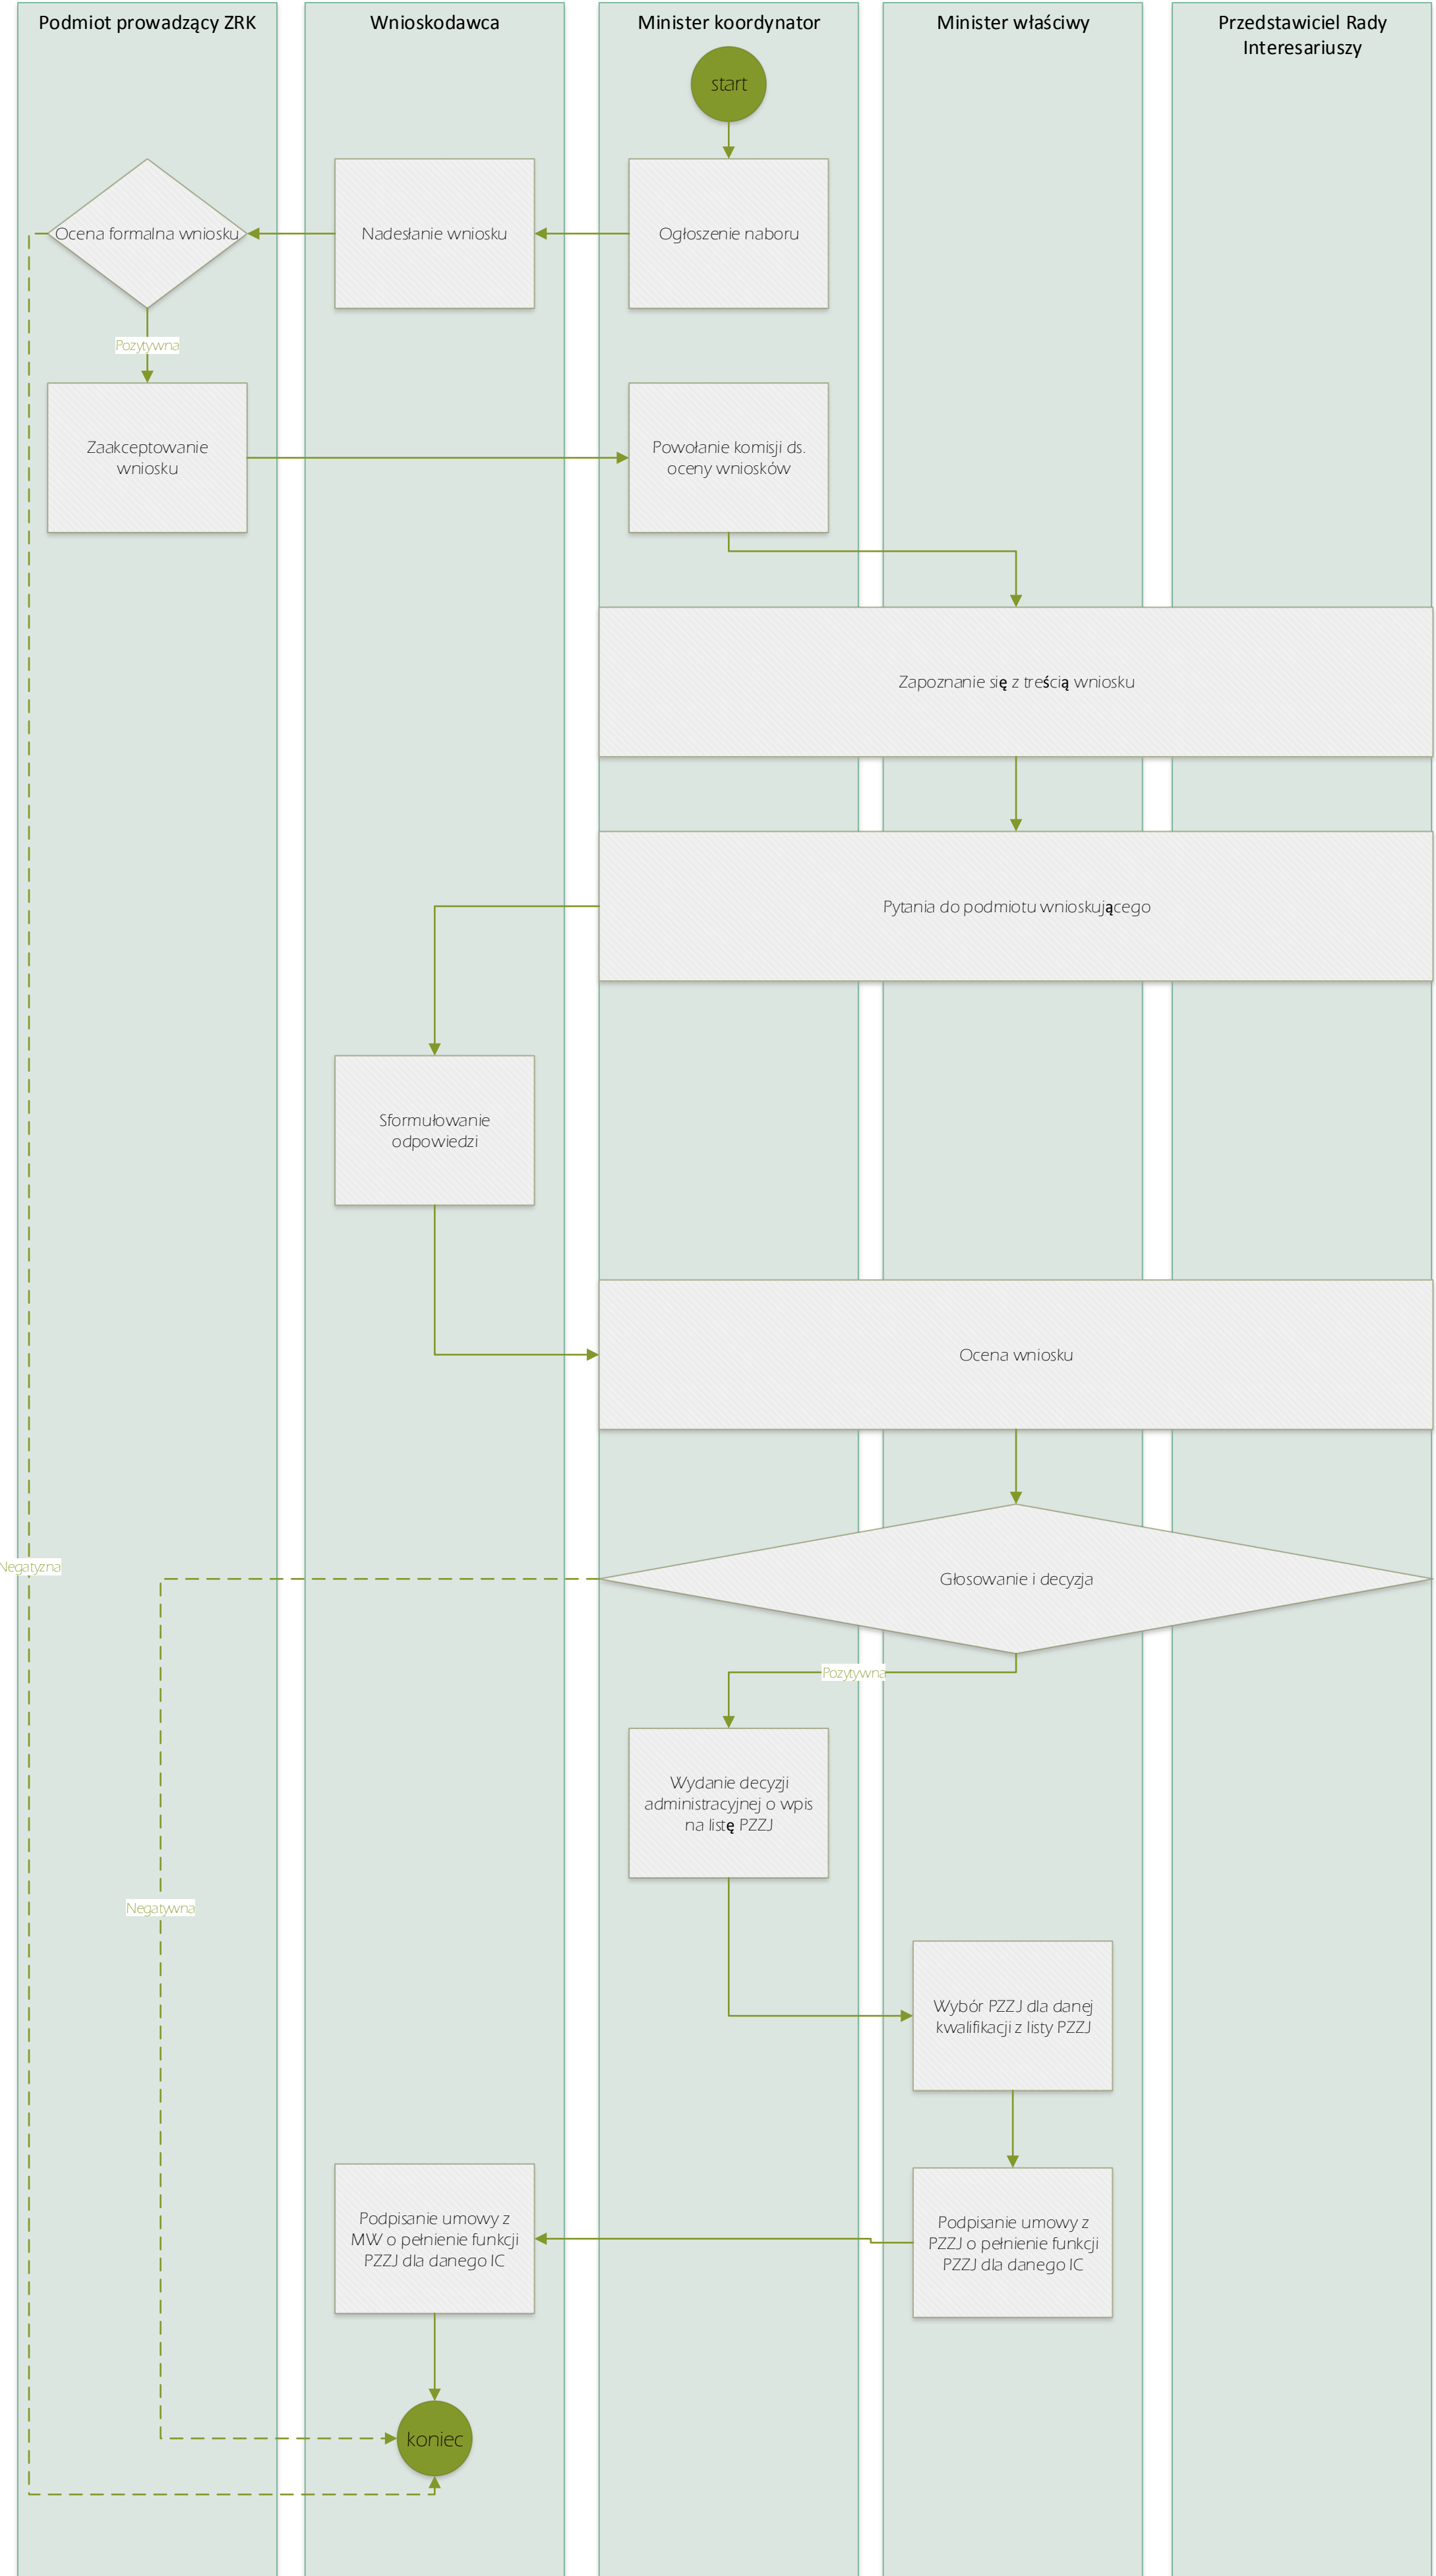 Podmiot prowadzący ZRK
Wnioskodawca
Minister koordynator
Minister właściwy
Przedstawiciel Rady
Interesariuszy
start
Ocena formalna wniosku
Nadesłanie wniosku
Ogłoszenie naboru
Pozytywna
Zaakceptowanie
wniosku
Powołanie komisji ds.
oceny wniosków
Zapoznanie się z treścią wniosku
Pytania do podmiotu wnioskującego
Sformułowanie
odpowiedzi
Ocena wniosku
Negatyzna
Głosowanie i decyzja
Pozytywna
Wydanie decyzji
administracyjnej o wpis
na listę PZZJ
Negatywna
Wybór PZZJ dla danej
kwalifikacji z listy PZZJ
Podpisanie umowy z
MW o pełnienie funkcji
PZZJ dla danego IC
Podpisanie umowy z
PZZJ o pełnienie funkcji
PZZJ dla danego IC
koniec